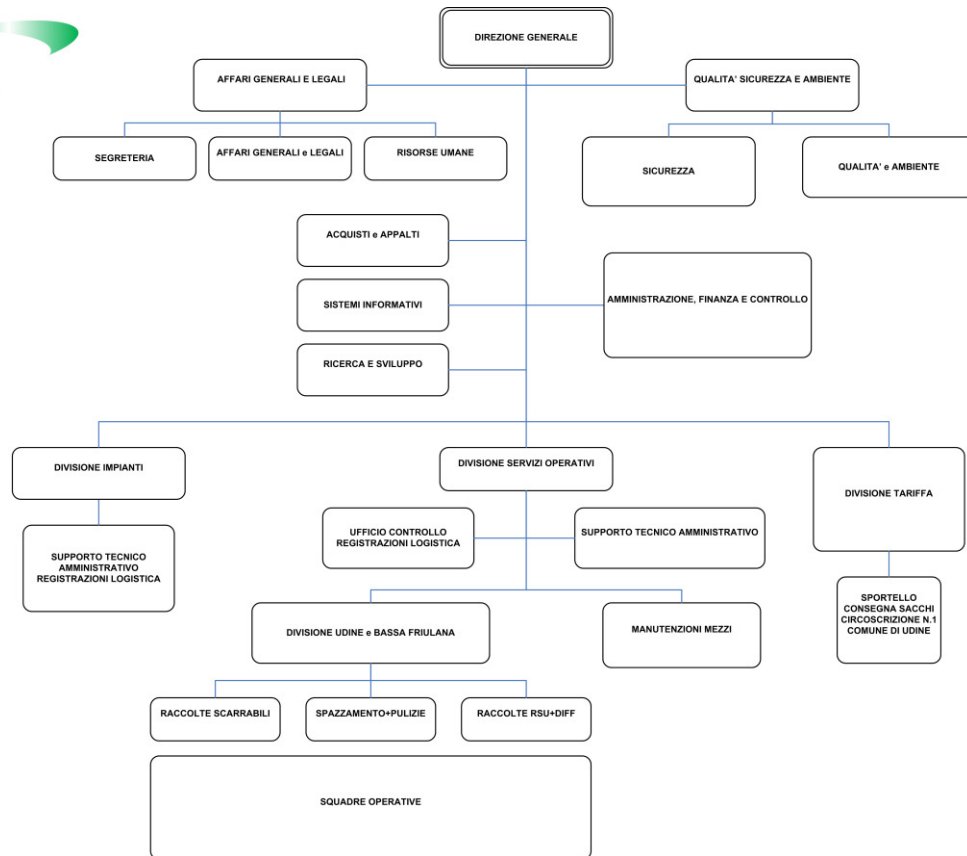 DIREZIONE GENERALE
AFFARI GENERALI E LEGALI
QUALITA' SICUREZZA E AMBIENTE
SEGRETERIA
AFFARI GENERALI e LEGALI
RISORSE UMANE
SICUREZZA
QUALITA' e AMBIENTE
ACQUISTI e APPALTI
SISTEMI INFORMATIVI
AMMINISTRAZIONE, FINANZA E CONTROLLO
RICERCA E SVILUPPO
DIVISIONE IMPIANTI
DIVISIONE SERVIZI OPERATIVI
DIVISIONE TARIFFA
SUPPORTO TECNICO
AMMINISTRATIVO
REGISTRAZIONI LOGISTICA
UFFICIO CONTROLLO
REGISTRAZIONI LOGISTICA
SUPPORTO TECNICO AMMINISTRATIVO
SPORTELLO
CONSEGNA SACCHI
CIRCOSCRIZIONE N.1
COMUNE DI UDINE
DIVISIONE UDINE e BASSA FRIULANA
MANUTENZIONI MEZZI
RACCOLTE SCARRABILI
SPAZZAMENTO+PULIZIE
RACCOLTE RSU+DIFF
SQUADRE OPERATIVE